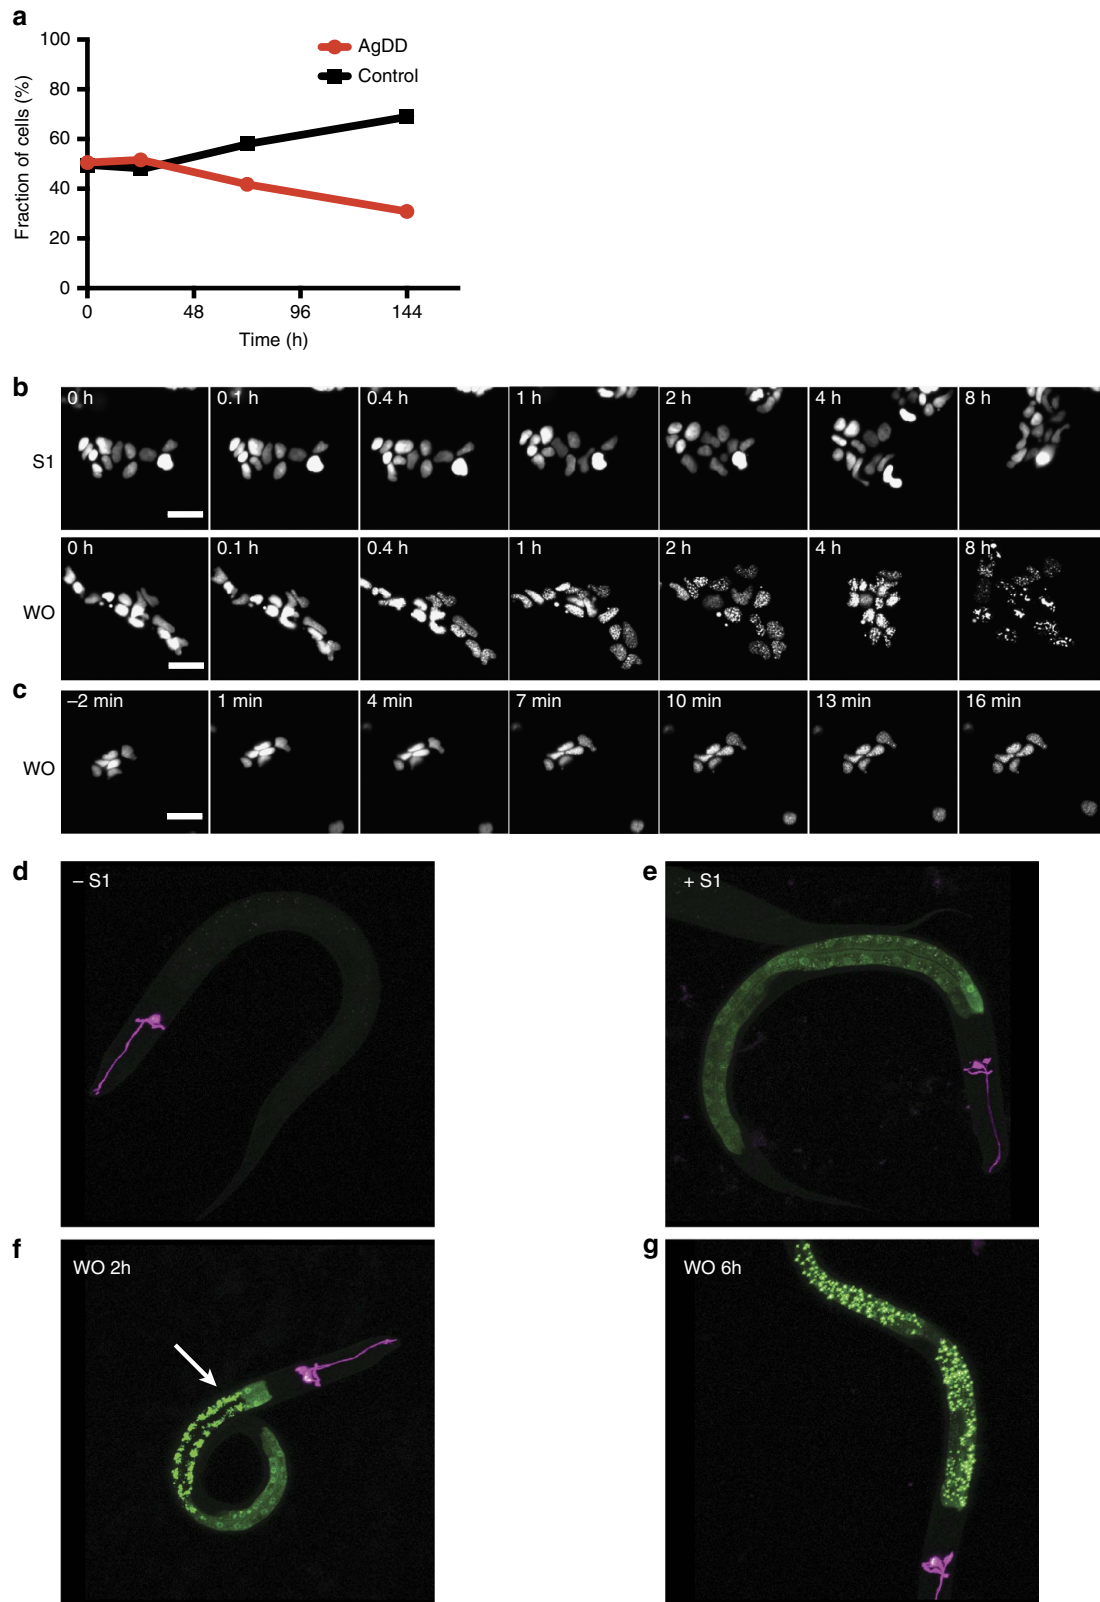 a
100
80
60
40
20
0
Fraction of cells (%)
AgDD
Control
0 48 96 144
Time (h)
b
S1
0 h 0.1 h 0.4 h 1 h 2 h 4 h 8 h
WO
0 h 0.1 h 0.4 h 1 h 2 h 4 h 8 h
c
WO
–2 min 1 min 4 min 7 min 10 min 13 min 16 min
d
– S1
e
+ S1
f
WO 2h
g
WO 6h